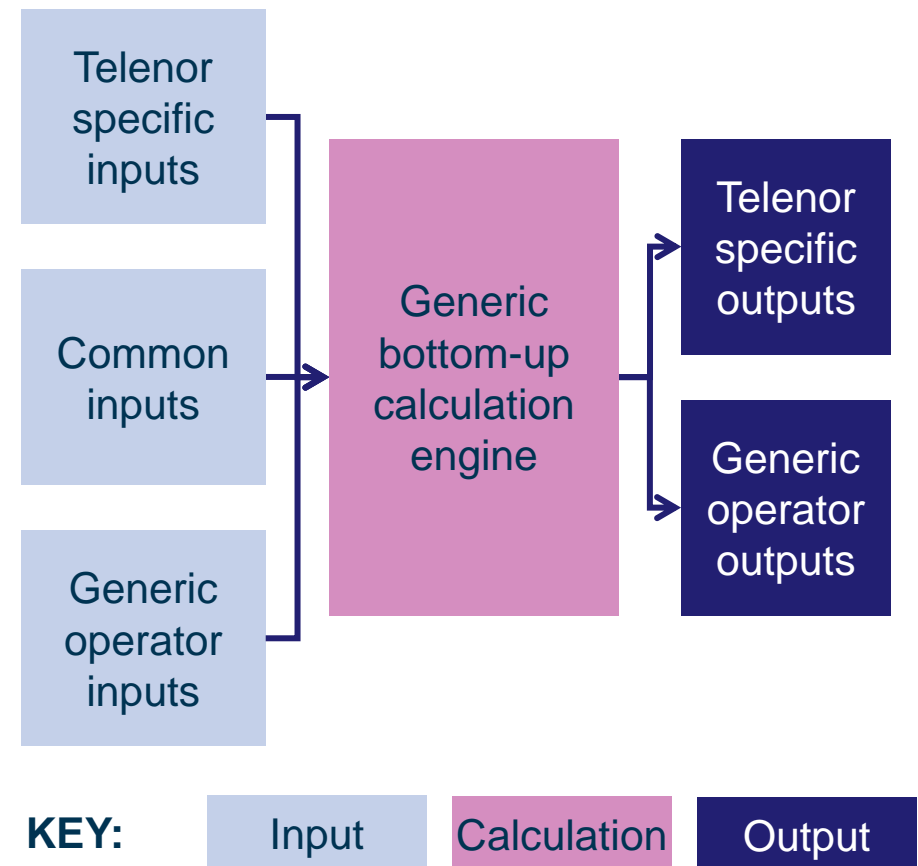 Telenor
specific
inputs
Common
inputs
Generic
operator
inputs
Generic
bottom-up
calculation
engine
Telenor
specific
outputs
Generic
operator
outputs
KEY:
Input
Calculation
Output